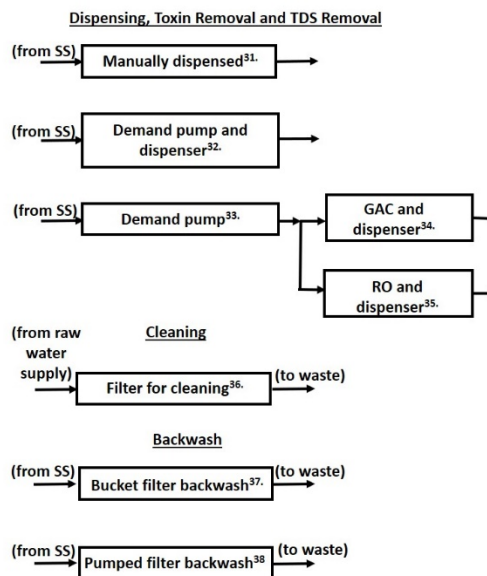 Dispensing, Toxin Removal and TDS Removal
(from SS)
Manually dispensed31.
(from SS)
Demand pump and
dispenser32.
(from SS)
Demand pump33.
GAC and
dispenser34.
RO and
dispenser35.
Cleaning
(from raw
water
supply)
Filter for cleaning36.
(to waste)
Backwash
(from SS)
Bucket filter backwash37.
(to waste)
(from SS)
Pumped filter backwash38
(to waste)